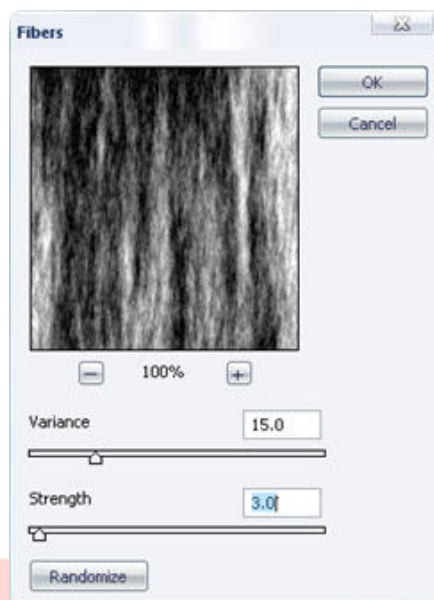 Fibers
OK
Cancel
100%
Variance
15.0
Strength
3.0
Randomize